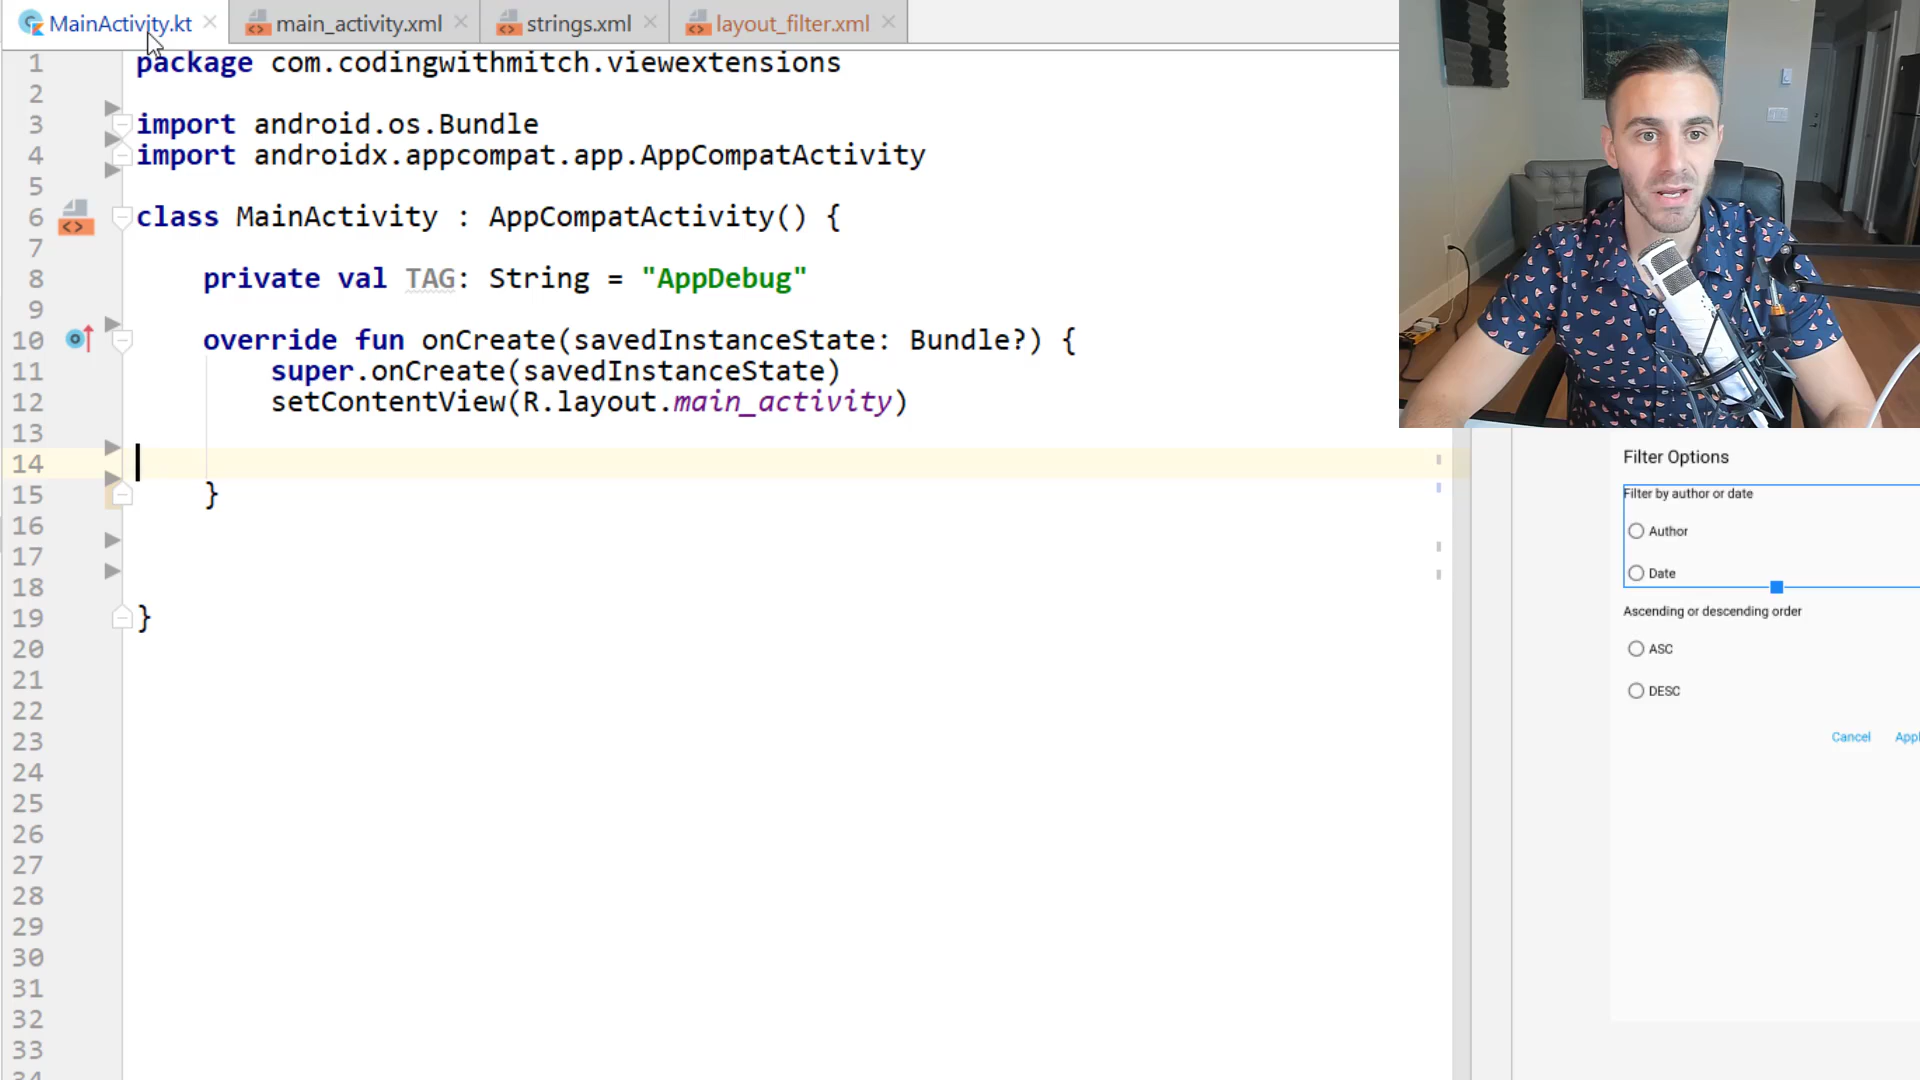 MainActivity.kt main_activity.xml strings.xml layout_filter.xml
1 package com.codingwithmitch.viewextensions
2
3 import android.os.Bundle
4 import androidx.appcompat.app.AppCompatActivity
5
6 class MainActivity : AppCompatActivity() {
7
8 private val TAG: String = "AppDebug"
9
10 override fun onCreate(savedInstanceState: Bundle?) {
11 super.onCreate(savedInstanceState)
12 setContentView(R.layout.main_activity)
13
14
15 }
16
17
18
19 }
20
21
22
23
24
25
26
27
28
29
30
31
32
33
34
Filter Options
Filter by author or date
Author
Date
Ascending or descending order
ASC
DESC
Cancel Appl